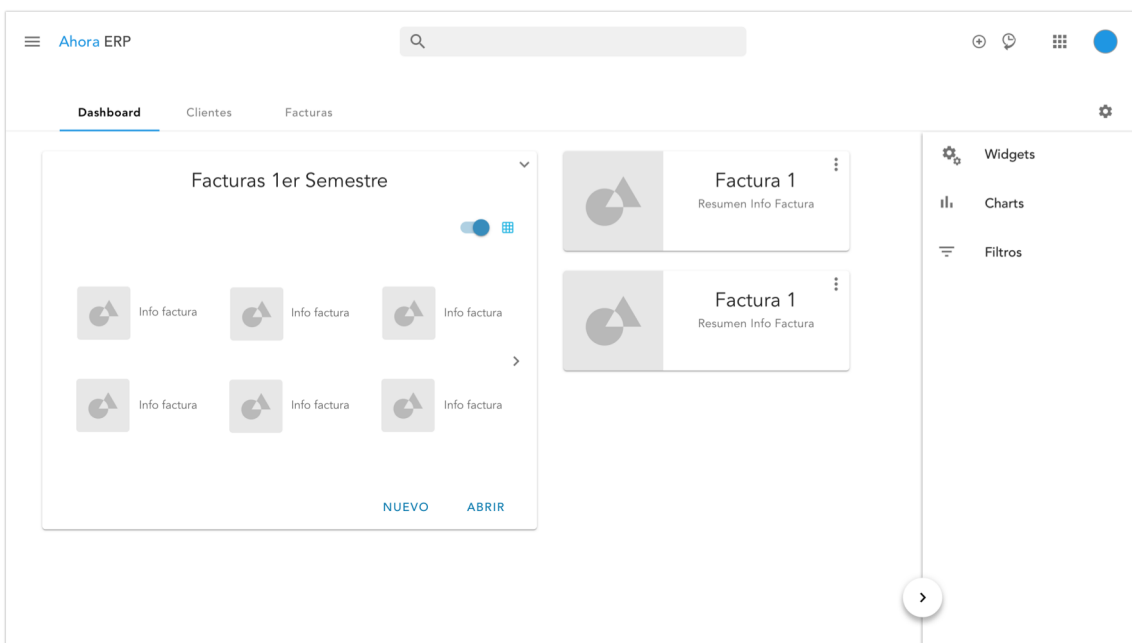 Ahora ERP
Dashboard
Clientes
Facturas
Facturas 1er Semestre
Info factura
Info factura
Info factura
Info factura
Info factura
Info factura
NUEVO
ABRIR
Factura 1
Resumen Info Factura
Factura 1
Resumen Info Factura
Widgets
Charts
Filtros